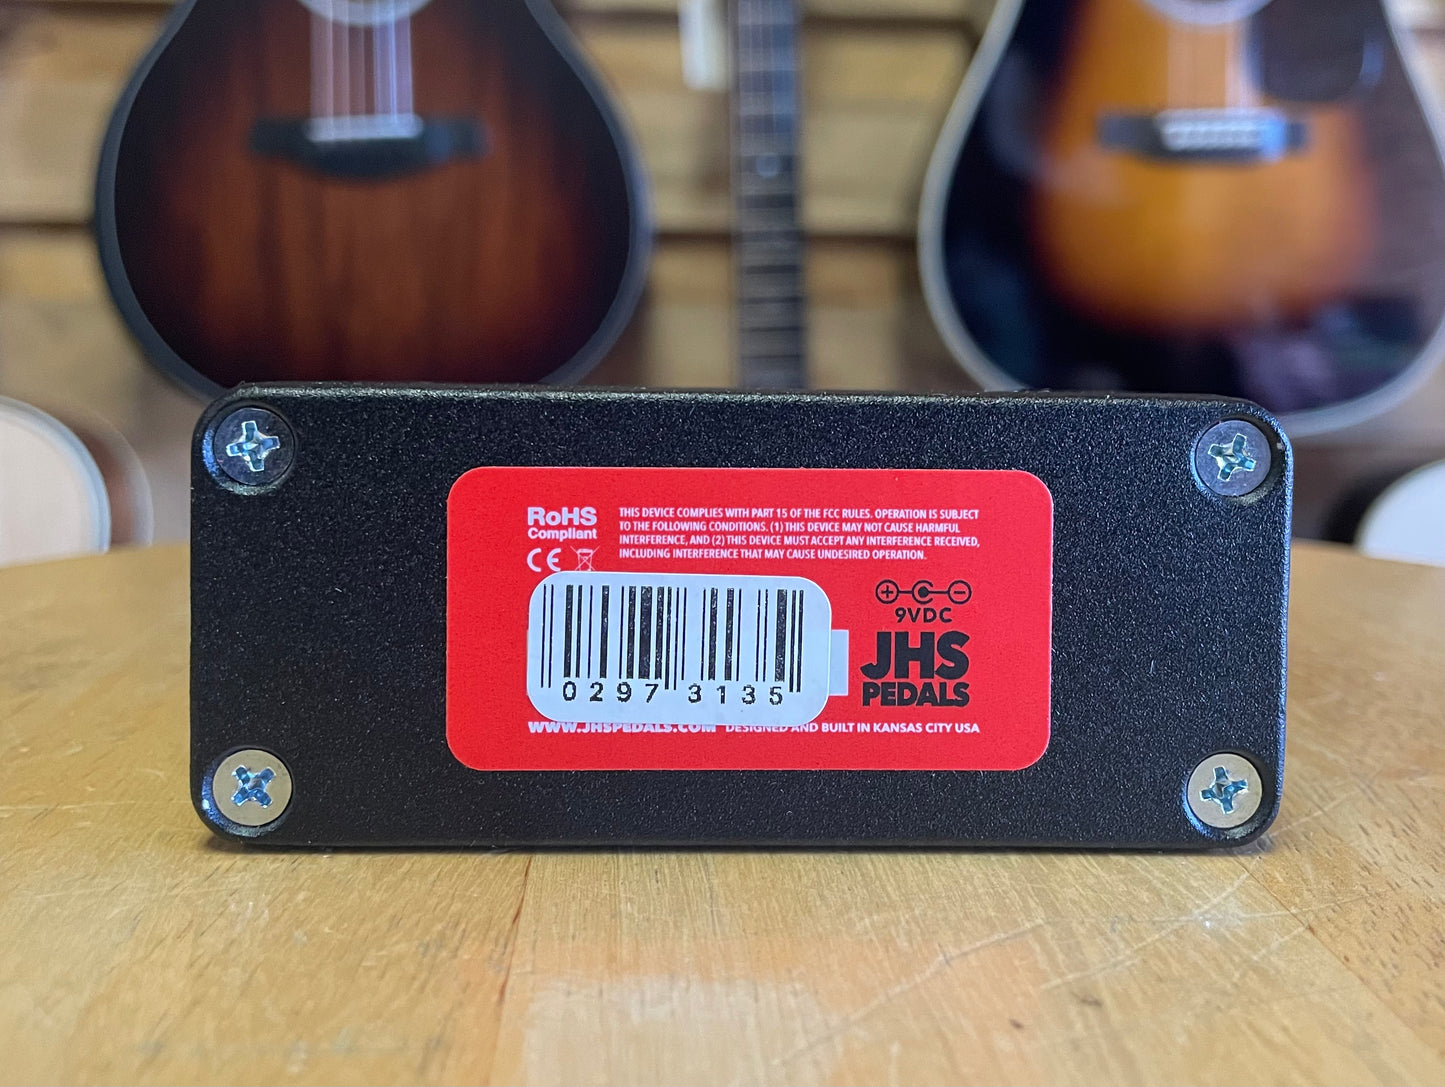 RoHS
Compliant
CE
THIS DEVICE COMPLIES WITH PART 15 OF THE FCC RULES. OPERATION IS SUBJECT
TO THE FOLLOWING CONDITIONS. (1) THIS DEVICE MAY NOT CAUSE HARMFUL
INTERFERENCE, AND (2) THIS DEVICE MUST ACCEPT ANY INTERFERENCE RECEIVED,
INCLUDING INTERFERENCE THAT MAY CAUSE UNDESIRED OPERATION.
+ C -
9VDC
02973135
JHS
PEDALS
WWW.JHSPEDALS.COM DESIGNED AND BUILT IN KANSAS CITY USA